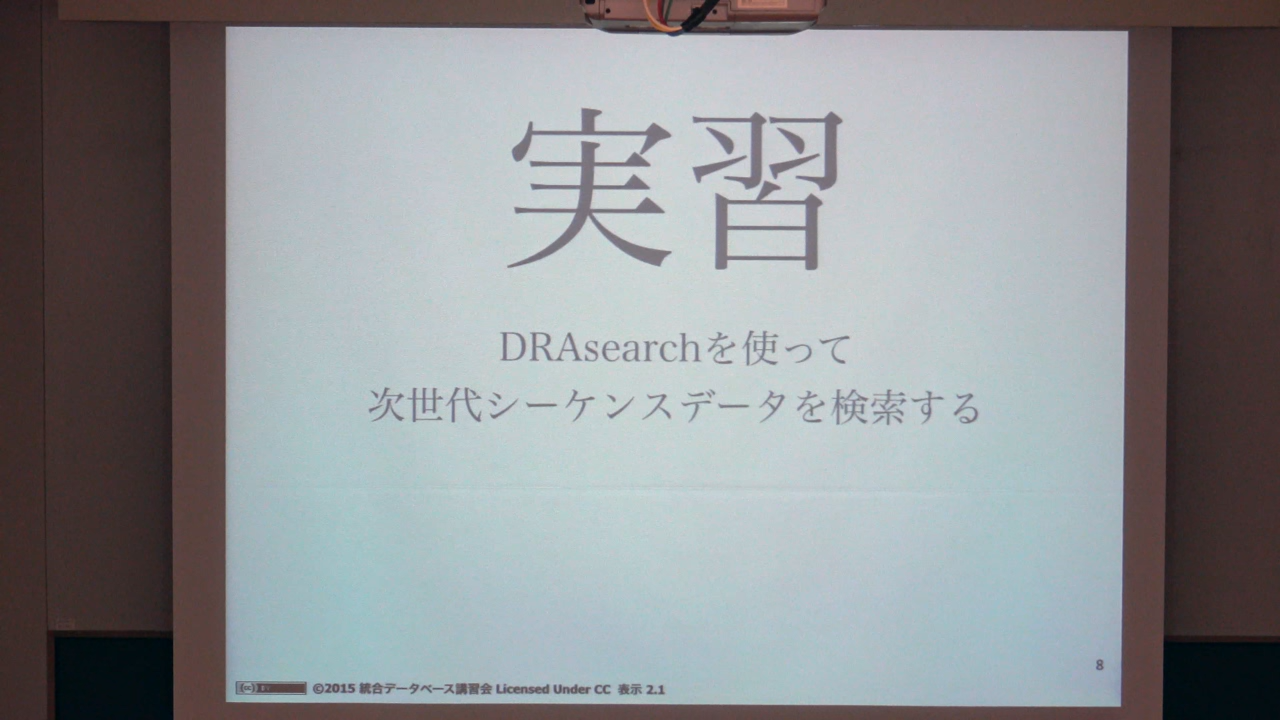 実習
DRAsearchを使って
次世代シーケンスデータを検索する
8
©2015 統合データベース講習会 Licensed Under CC 表示 2.1